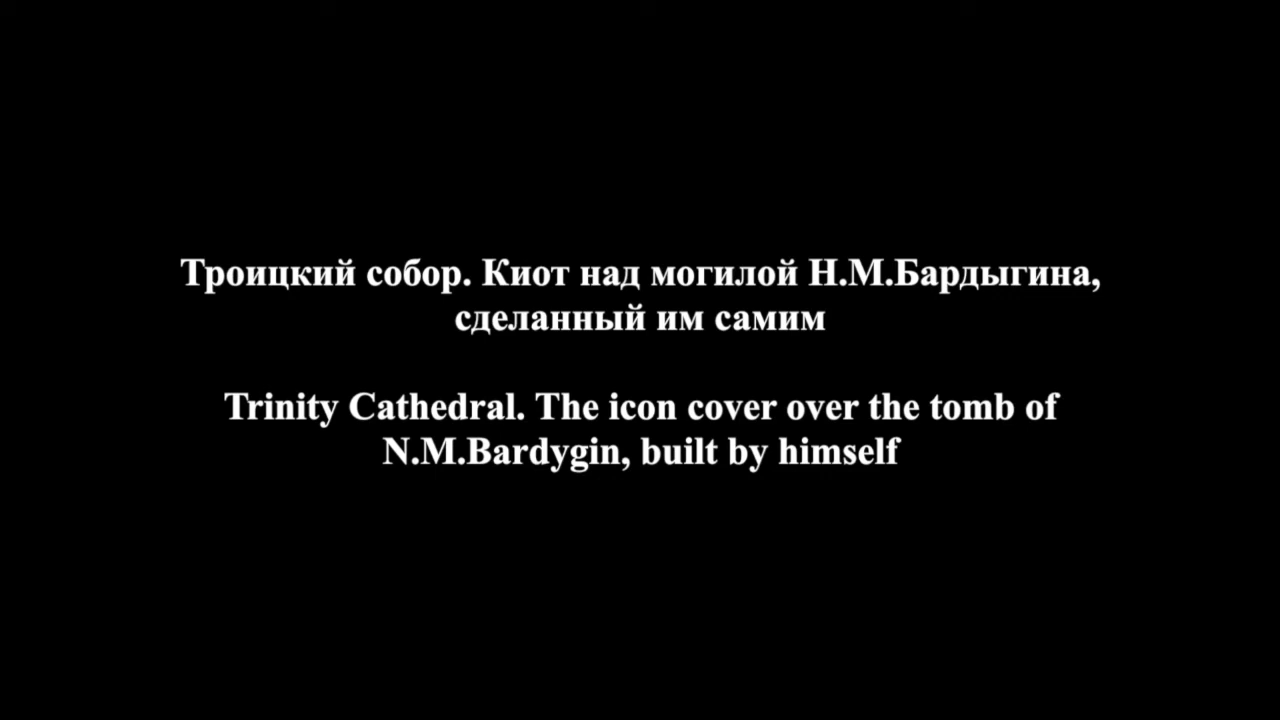 Троицкий собор. Киот над могилой Н.М.Бардыгина,
сделанный им самим
Trinity Cathedral. The icon cover over the tomb of
N.M.Bardygin, built by himself